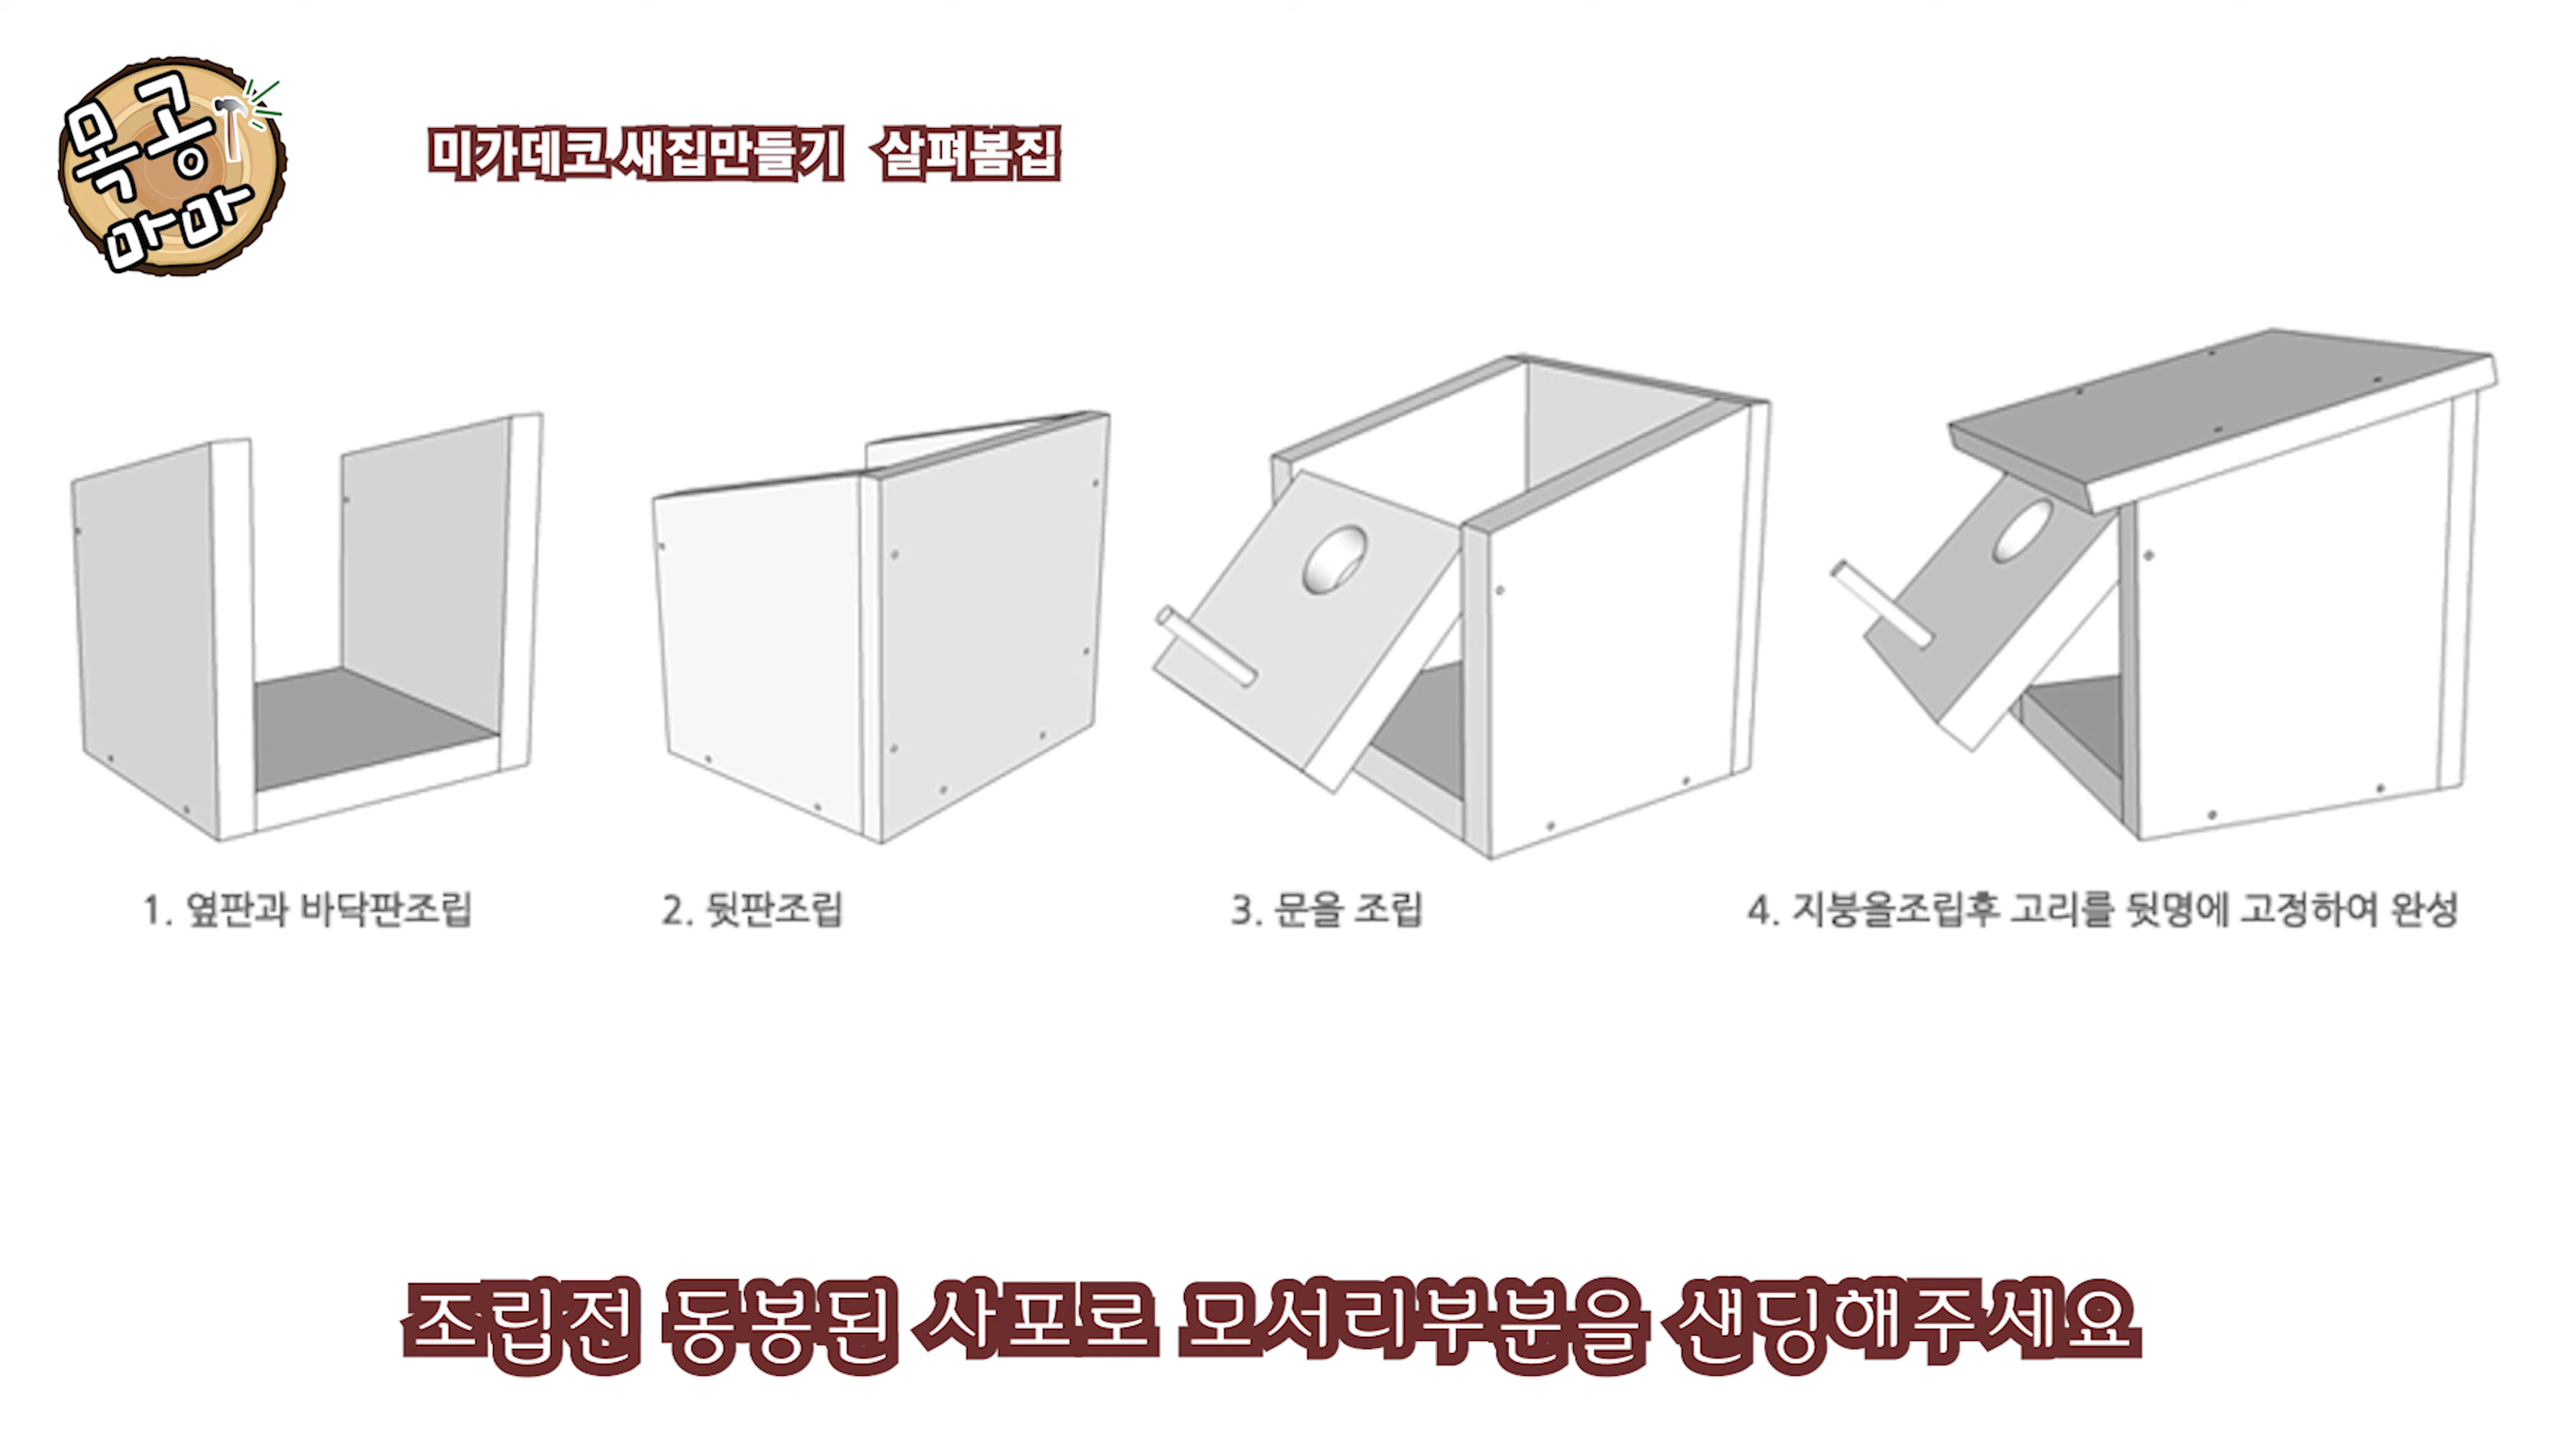 목공
마마
미가데코 새집만들기 살펴봄집
1. 옆판과 바닥판조립
2. 뒷판조립
3. 문을 조립
4. 지붕을조립후 고리를 뒷명에 고정하여 완성
조립전 동봉된 사포로 모서리부분을 샌딩해주세요